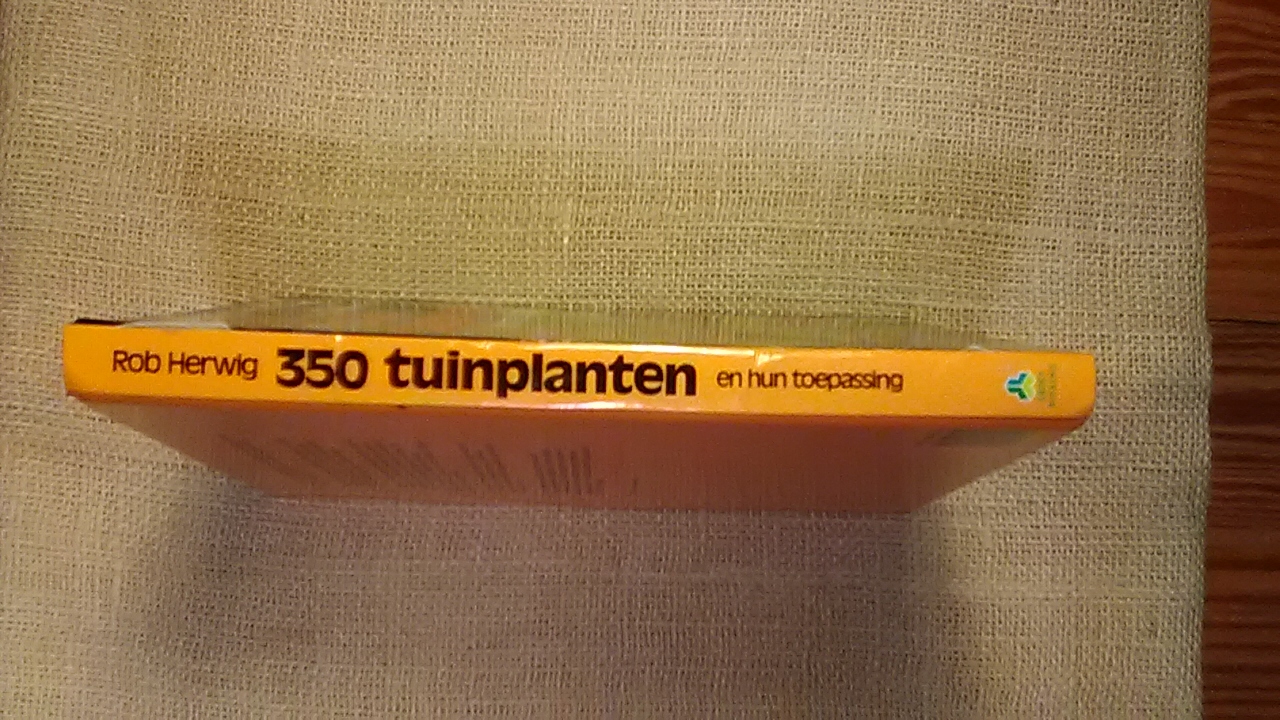 Rob Herwig 350 tuinplanten en hun toepassing